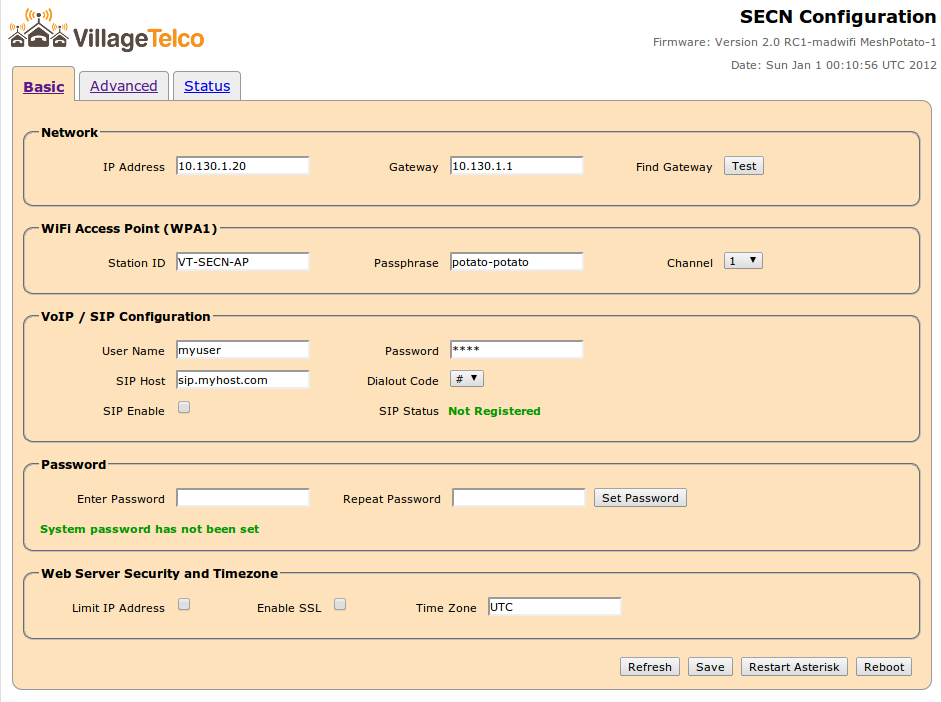 VillageTelco
SECN Configuration
Firmware: Version 2.0 RC1-madwifi MeshPotato-1
Date: Sun Jan 1 00:10:56 UTC 2012
Basic Advanced Status
Network
IP Address 10.130.1.20 Gateway 10.130.1.1 Find Gateway Test
WiFi Access Point (WPA1)
Station ID VT-SECN-AP Passphrase potato-potato Channel 1
VoIP / SIP Configuration
User Name myuser Password ****
SIP Host sip.myhost.com Dialout Code #
SIP Enable SIP Status Not Registered
Password
Enter Password Repeat Password Set Password
System password has not been set
Web Server Security and Timezone
Limit IP Address Enable SSL Time Zone UTC
Refresh Save Restart Asterisk Reboot